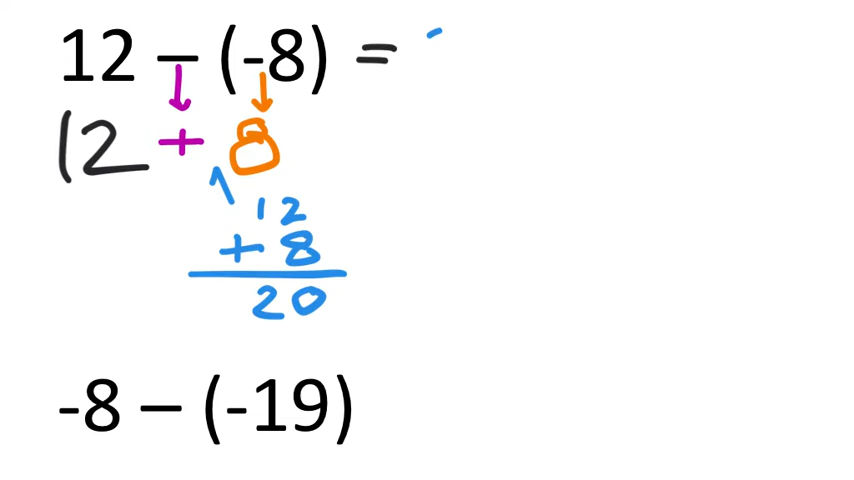 12 – (-8) =
12 + 8
12
+ 8
20
-8 – (-19)